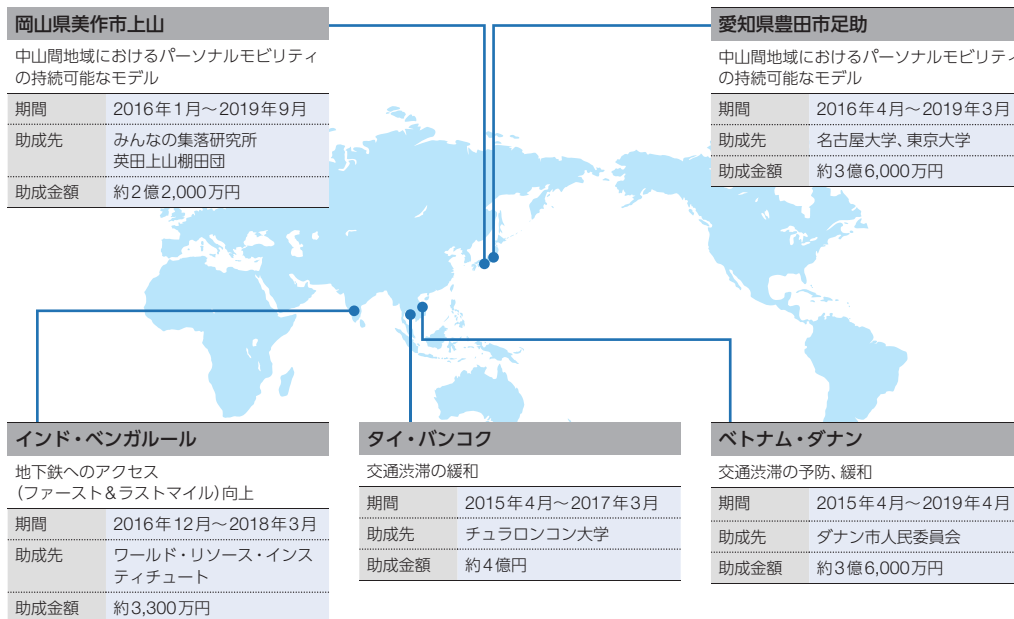 岡山県美作市上山
中山間地域におけるパーソナルモビリティ
の持続可能なモデル
期間 2016年1月〜2019年9月
助成先 みんなの集落研究所
英田上山棚田団
助成金額 約2億2,000万円
愛知県豊田市足助
中山間地域におけるパーソナルモビリティ
の持続可能なモデル
期間 2016年4月〜2019年3月
助成先 名古屋大学、東京大学
助成金額 約3億6,000万円
インド・ベンガルール
地下鉄へのアクセス
(ファースト&ラストマイル)向上
期間 2016年12月〜2018年3月
助成先 ワールド・リソース・インス
ティチュート
助成金額 約3,300万円
タイ・バンコク
交通渋滞の緩和
期間 2015年4月〜2017年3月
助成先 チュラロンコン大学
助成金額 約4億円
ベトナム・ダナン
交通渋滞の予防、緩和
期間 2015年4月〜2019年4月
助成先 ダナン市人民委員会
助成金額 約3億6,000万円